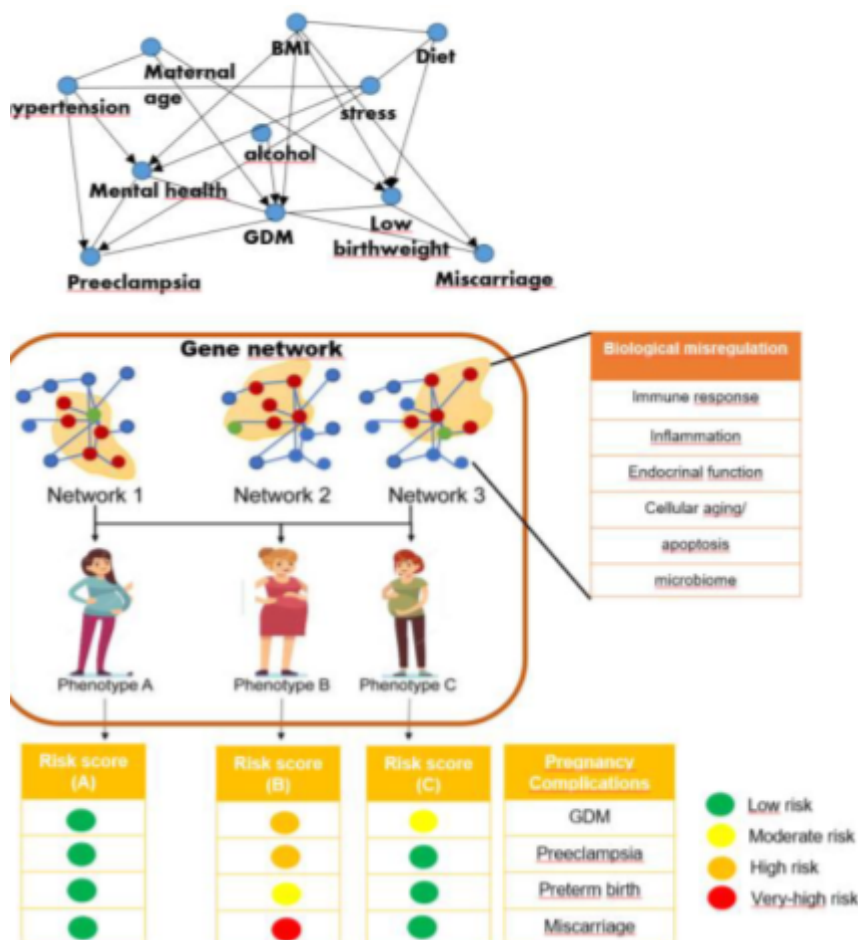 BMI
Diet
Maternal
age
hypertension
stress
alcohol
Mental health
GDM
Low
birthweight
Preeclampsia
Miscarriage
Gene network
Network 1
Network 2
Network 3
Biological misregulation
Immune response
Inflammation
Endocrinal function
Cellular aging/
apoptosis
microbiome
Phenotype A
Phenotype B
Phenotype C
Risk score
(A)
Risk score
(B)
Risk score
(C)
Pregnancy
Complications
GDM
Preeclampsia
Preterm birth
Miscarriage
Low risk
Moderate risk
High risk
Very-high risk